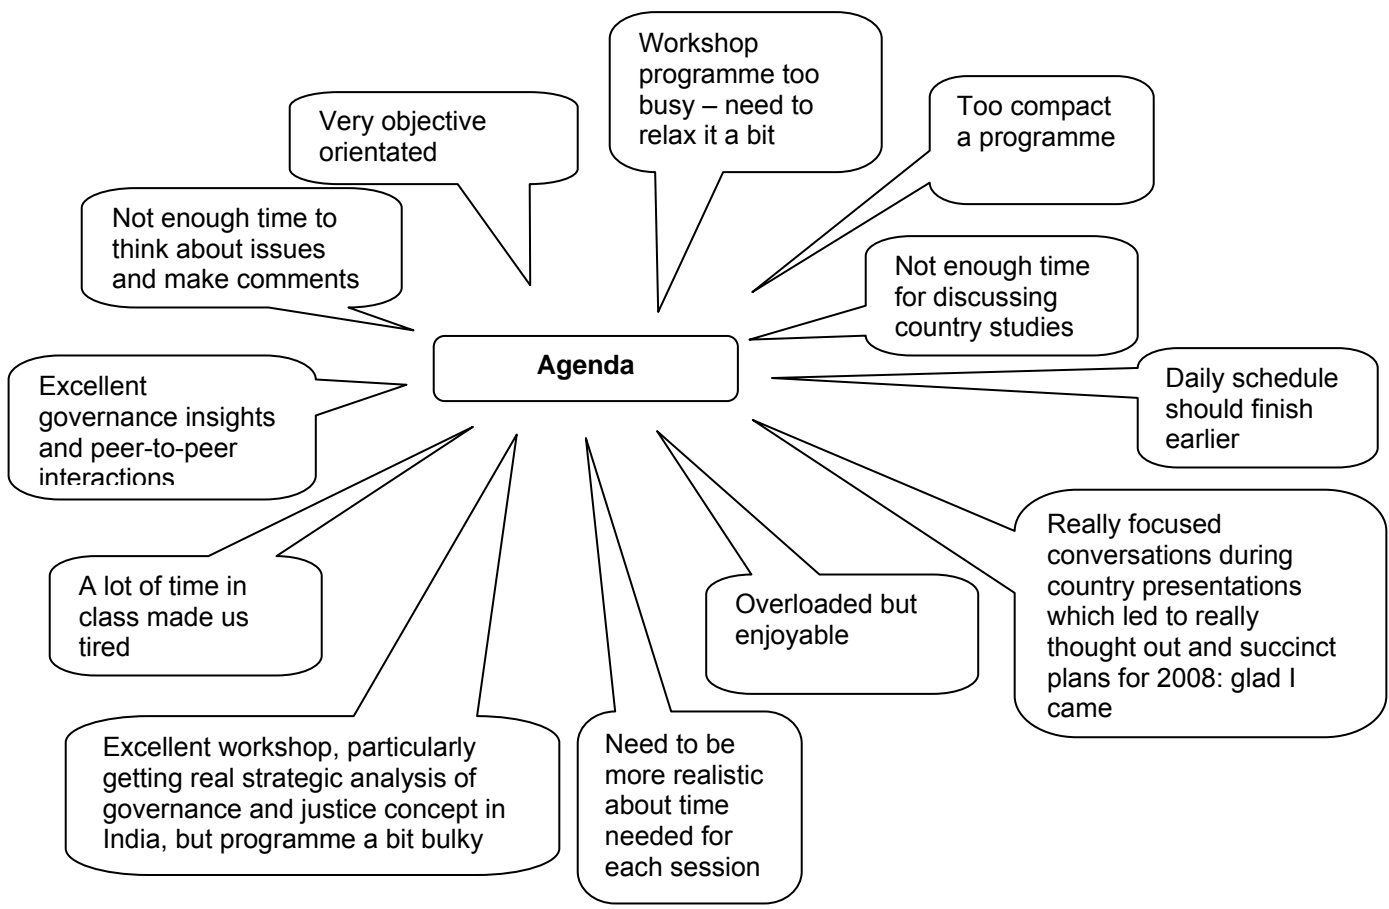 Workshop
programme too
busy – need to
relax it a bit
Very objective
orientated
Too compact
a programme
Not enough time to
think about issues
and make comments
Not enough time
for discussing
country studies
Agenda
Excellent
governance insights
and peer-to-peer
interactions
Daily schedule
should finish
earlier
A lot of time in
class made us
tired
Overloaded but
enjoyable
Really focused
conversations during
country presentations
which led to really
thought out and succinct
plans for 2008: glad I
came
Excellent workshop, particularly
getting real strategic analysis of
governance and justice concept in
India, but programme a bit bulky
Need to be
more realistic
about time
needed for
each session